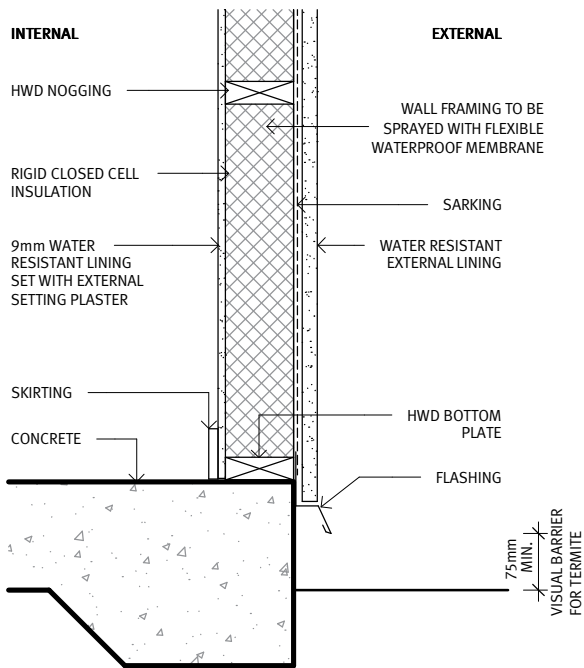 INTERNAL
EXTERNAL
HWD NOGGING
WALL FRAMING TO BE
SPRAYED WITH FLEXIBLE
WATERPROOF MEMBRANE
RIGID CLOSED CELL
INSULATION
SARKING
9mm WATER
RESISTANT LINING
SET WITH EXTERNAL
SETTING PLASTER
WATER RESISTANT
EXTERNAL LINING
SKIRTING
HWD BOTTOM
PLATE
CONCRETE
FLASHING
75mm
MIN.
VISUAL BARRIER
FOR TERMITE